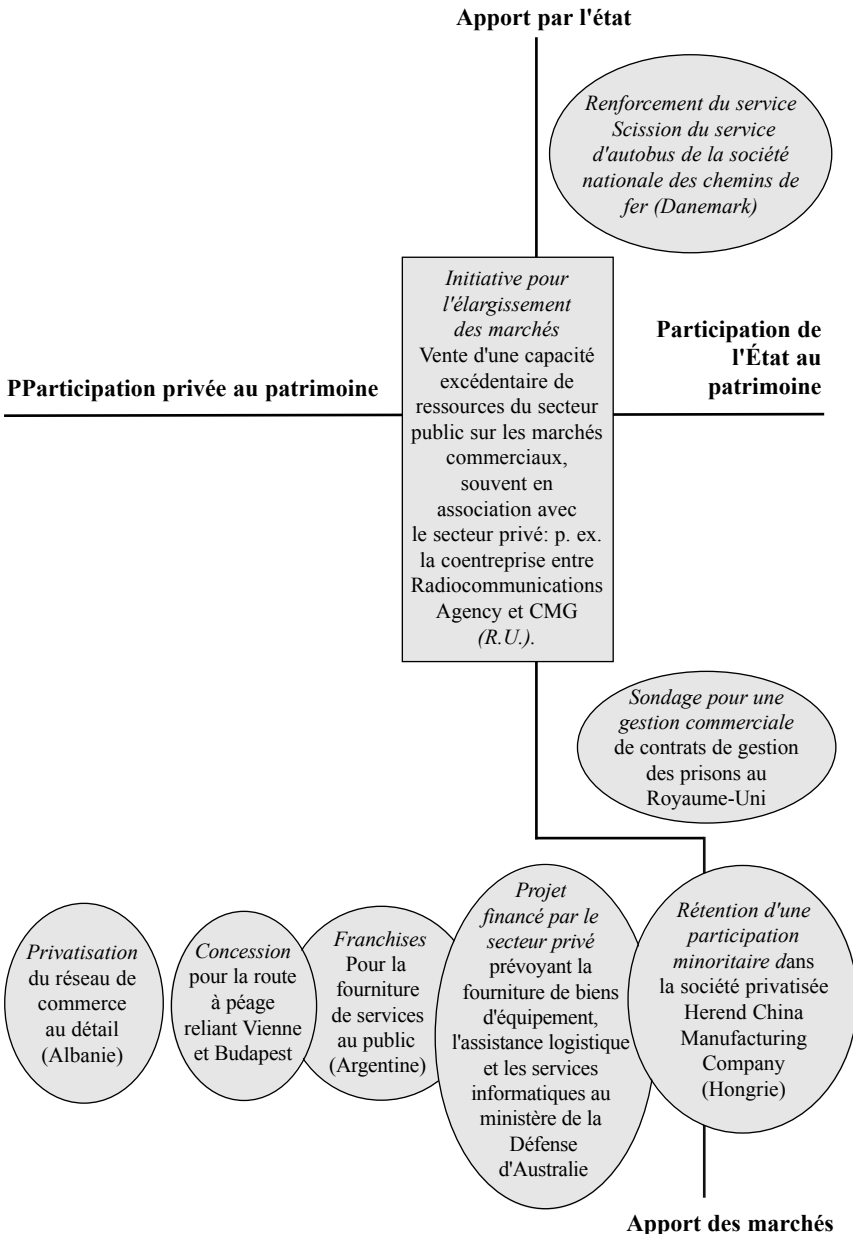 Apport par l'état
Renforcement du service
Scission du service
d'autobus de la société
nationale des chemins de
fer (Danemark)
Initiative pour
l'élargissement
des marchés
Vente d'une capacité
excédentaire de
ressources du secteur
public sur les marchés
commerciaux,
souvent en
association avec
le secteur privé: p. ex.
la coentreprise entre
Radiocommunications
Agency et CMG
(R.U.).
PParticipation privée au patrimoine
Participation de
l'État au
patrimoine
Sondage pour une
gestion commerciale
de contrats de gestion
des prisons au
Royaume-Uni
Privatisation
du réseau de
commerce
au détail
(Albanie)
Concession
pour la route
à péage
reliant Vienne
et Budapest
Franchises
Pour la
fourniture
de services
au public
(Argentine)
Projet
financé par le
secteur privé
prévoyant la
fourniture de biens
d'équipement,
l'assistance logistique
et les services
informatiques au
ministère de la
Défense
d'Australie
Rétention d'une
participation
minoritaire dans
la société privatisée
Herend China
Manufacturing
Company
(Hongrie)
Apport des marchés